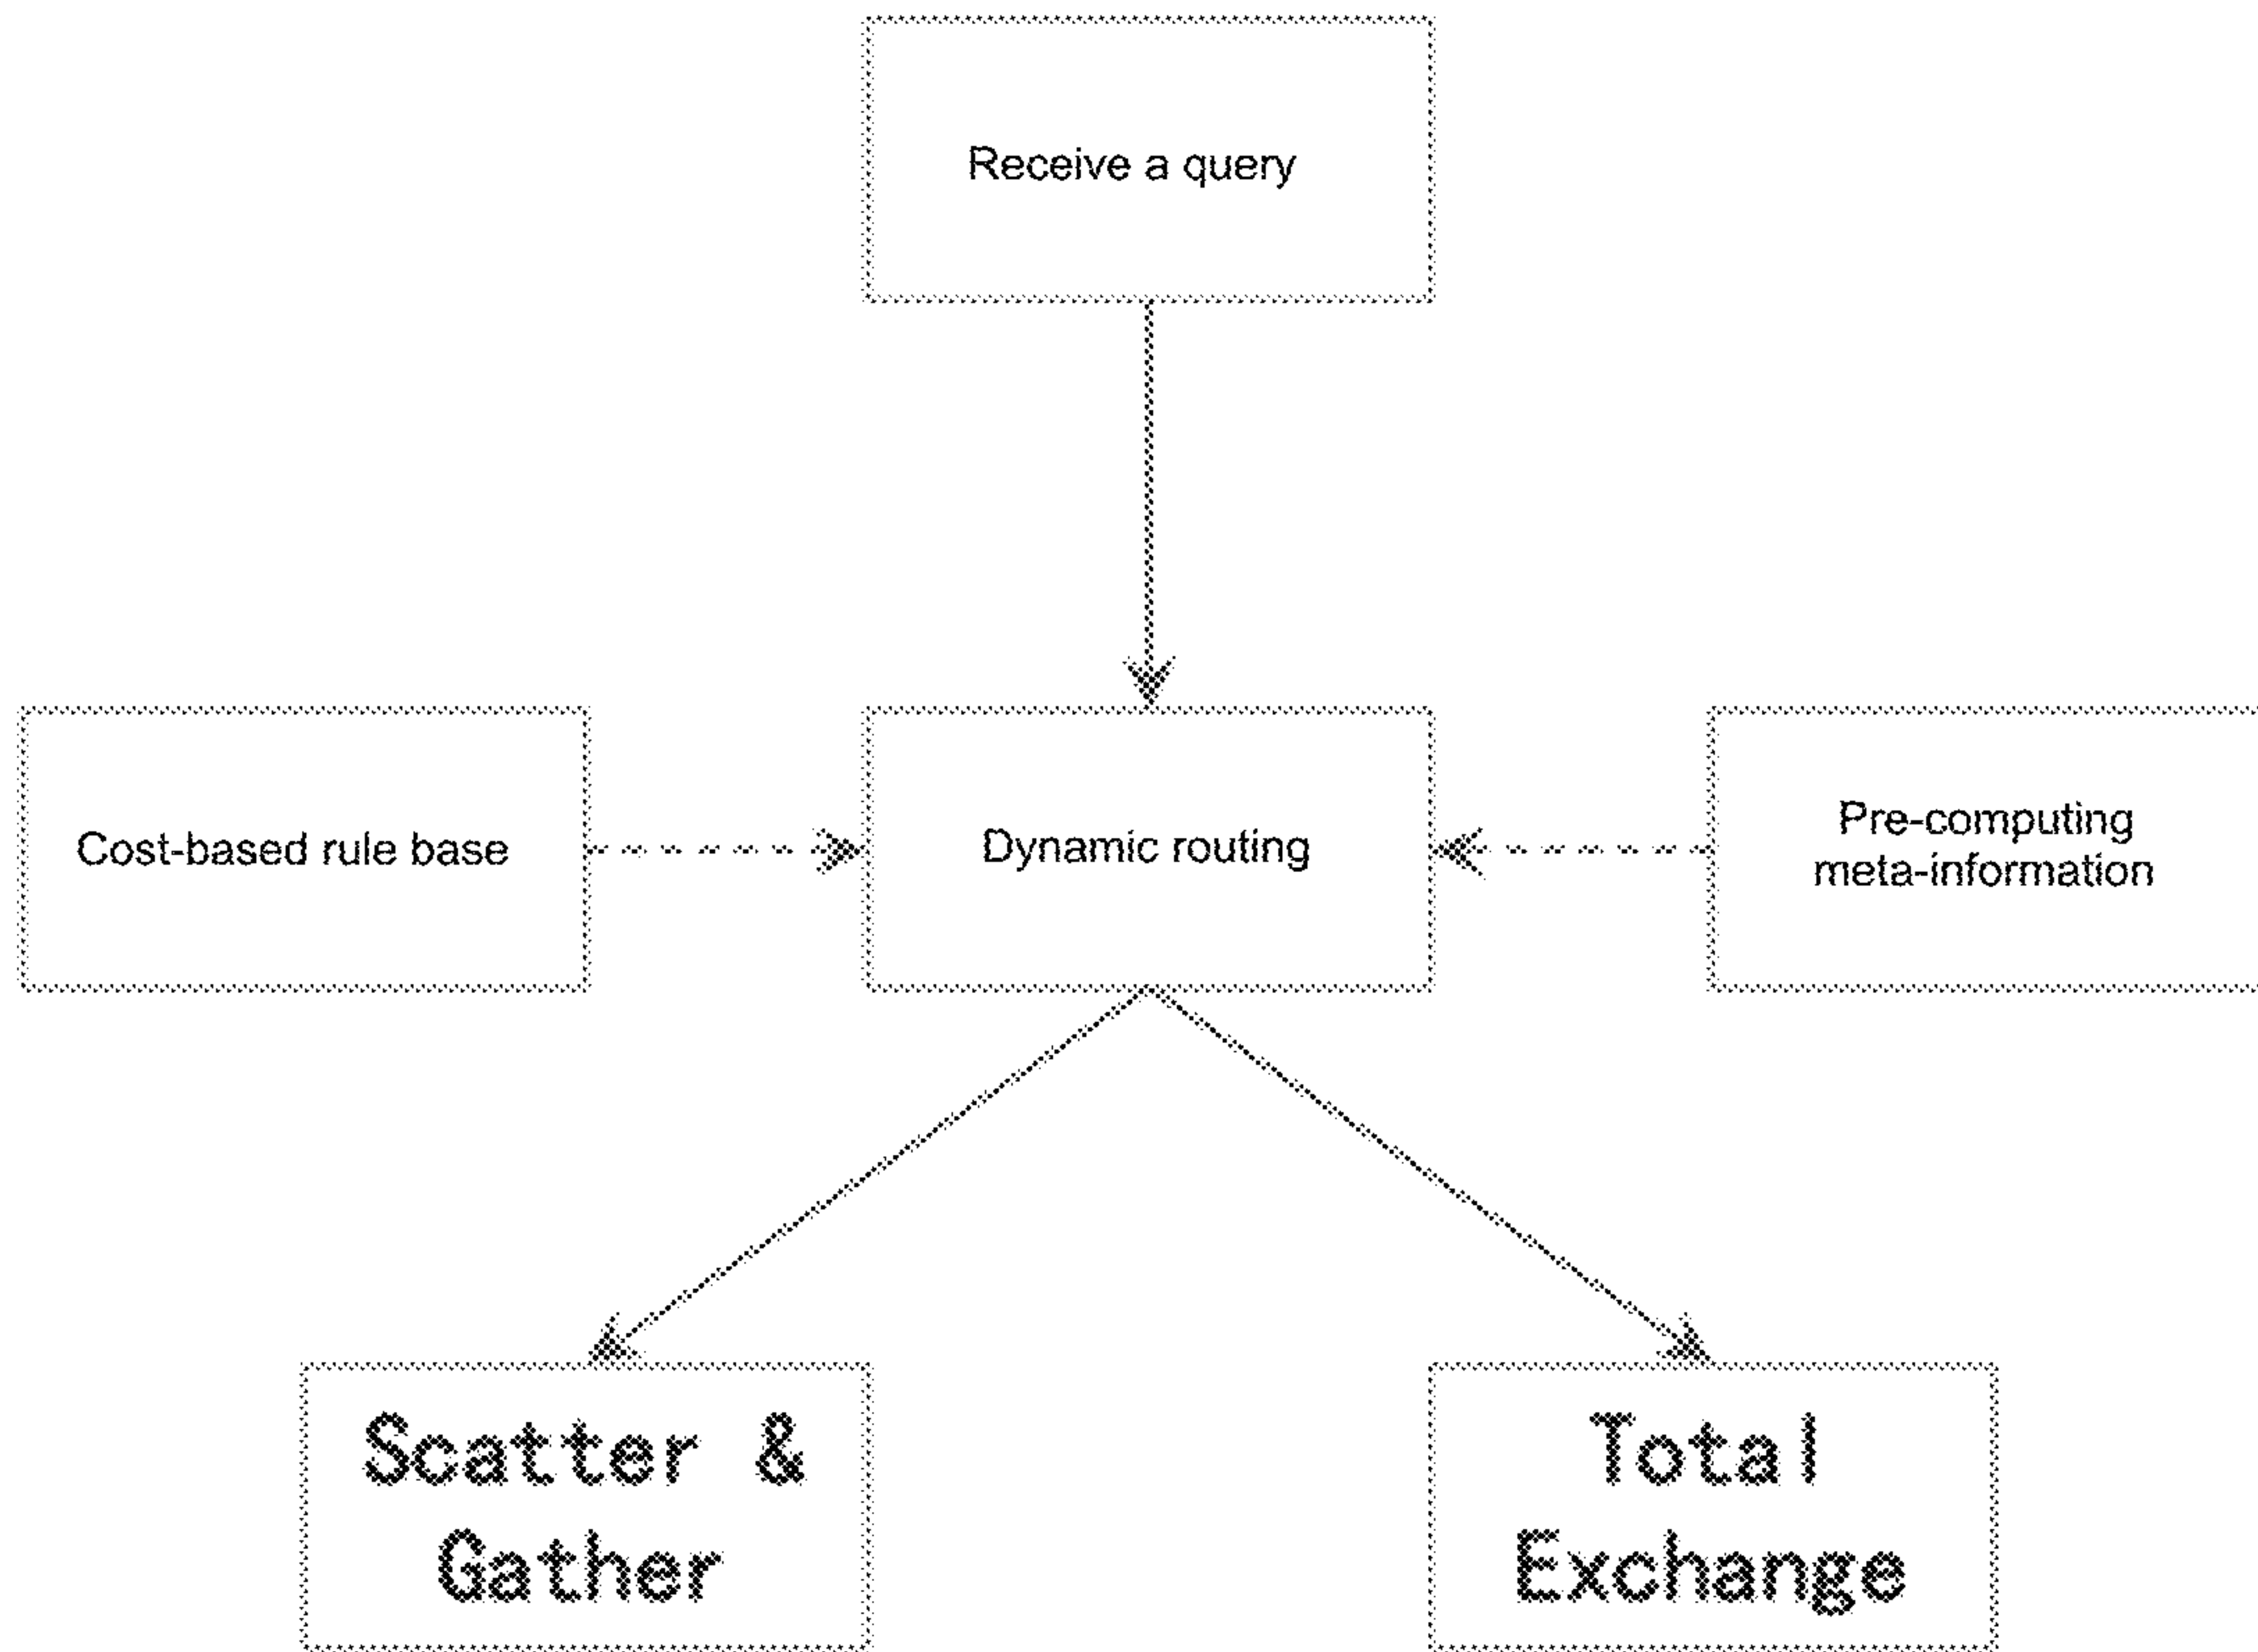 Receive a query
Cost-based rule base
Dynamic routing
Pre-computing
meta-information
Scatter &
Gather
Total
Exchange